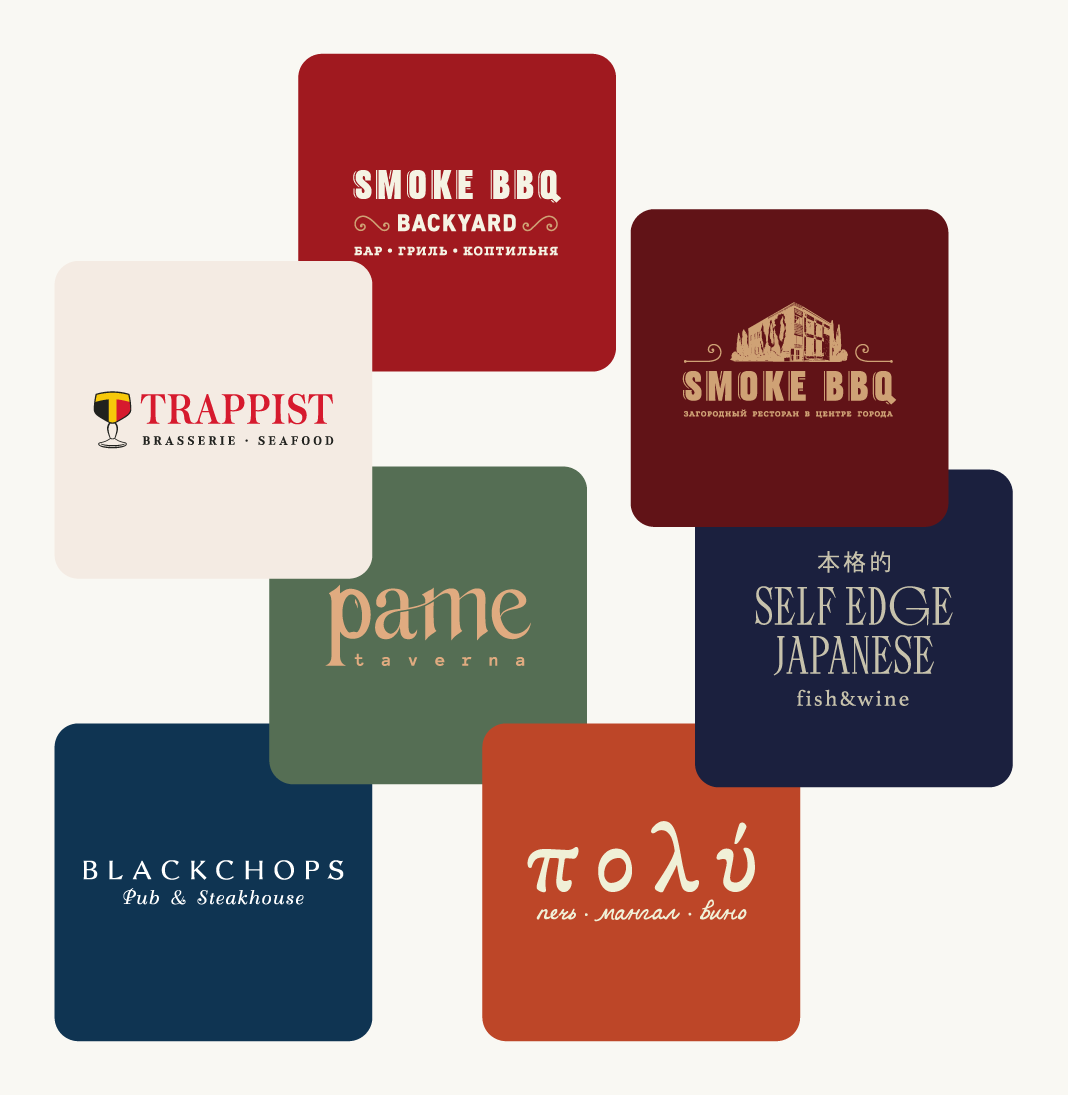 SMOKE BBQ
BACKYARD
БАР • ГРИЛЬ • КОПТИЛЬНЯ
SMOKE BBQ
ЗАГОРОДНЫЙ РЕСТОРАН В ЦЕНТРЕ ГОРОДА
TRAPPIST
BRASSERIE · SEAFOOD
pame
taverna
本格的
SELF EDGE
JAPANESE
fish&wine
BLACKCHOPS
Pub & Steakhouse
πολύ
печь · мангал · вино